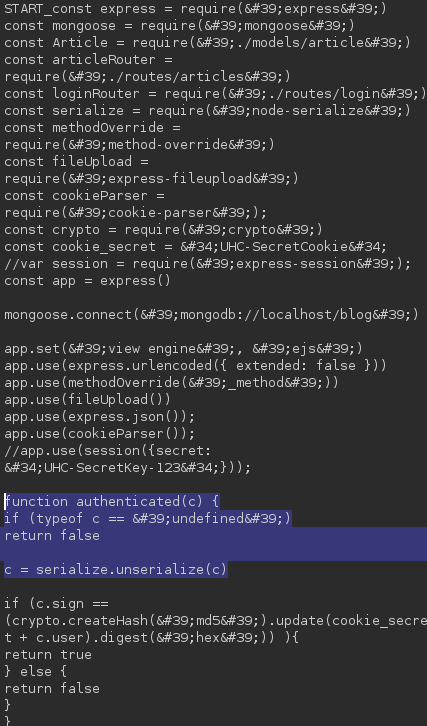 START_const express = require(&#39;express&#39;)
const mongoose = require(&#39;mongoose&#39;)
const Article = require(&#39;./models/article&#39;)
const articleRouter =
require(&#39;./routes/articles&#39;)
const loginRouter = require(&#39;./routes/login&#39;)
const serialize = require(&#39;node-serialize&#39;)
const methodOverride =
require(&#39;method-override&#39;)
const fileUpload =
require(&#39;express-fileupload&#39;)
const cookieParser =
require(&#39;cookie-parser&#39;);
const crypto = require(&#39;crypto&#39;)
const cookie_secret = &#34;UHC-SecretCookie&#34;
//var session = require(&#39;express-session&#39;);
const app = express()
mongoose.connect(&#39;mongodb://localhost/blog&#39;)
app.set(&#39;view engine&#39;, &#39;ejs&#39;)
app.use(express.urlencoded({ extended: false }))
app.use(methodOverride(&#39;_method&#39;))
app.use(fileUpload())
app.use(express.json());
app.use(cookieParser());
//app.use(session({secret:
&#34;UHC-SecretKey-123&#34;}));
function authenticated(c) {
if (typeof c == &#39;undefined&#39;)
return false
c = serialize.unserialize(c)
if (c.sign ==
(crypto.createHash(&#39;md5&#39;).update(cookie_secre
t + c.user).digest(&#39;hex&#39;)) ){
return true
} else {
return false
}
}